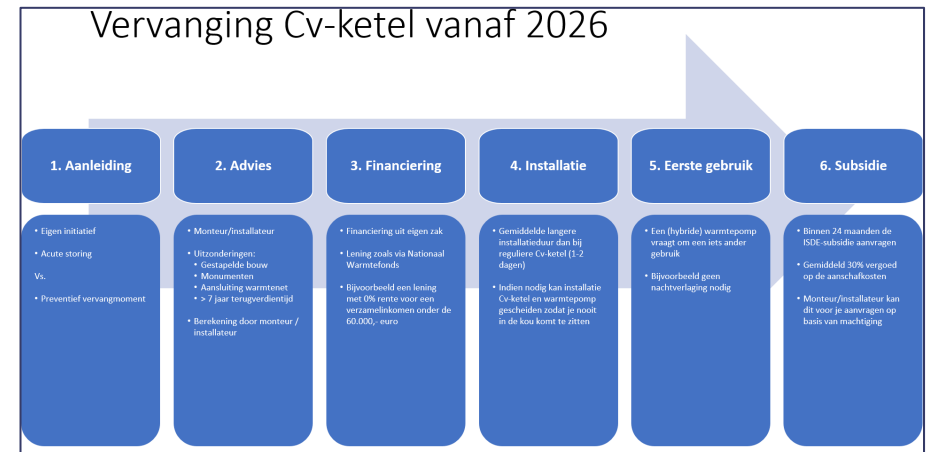 Vervanging Cv-ketel vanaf 2026
1. Aanleiding
2. Advies
3. Financiering
4. Installatie
5. Eerste gebruik
6. Subsidie
• Eigen initiatief
• Acute storing
Vs.
• Preventief vervangmoment
• Monteur/installateur
• Uitzonderingen:
• Gestapelde bouw
• Monumenten
• Aansluiting warmtenet
• > 7 jaar terugverdientijd
• Berekening door monteur /
installateur
• Financiering uit eigen zak
• Lening zoals via Nationaal
Warmtefonds
• Bijvoorbeeld een lening
met 0% rente voor een
verzamelinkomen onder de
60.000,- euro
• Gemiddelde langere
installatieduur dan bij
reguliere Cv-ketel (1-2
dagen)
• Indien nodig kan installatie
Cv-ketel en warmtepomp
gescheiden zodat je nooit
in de kou komt te zitten
• Een (hybride) warmtepomp
vraagt om een iets ander
gebruik
• Bijvoorbeeld geen
nachtverlaging nodig
• Binnen 24 maanden de
ISDE-subsidie aanvragen
• Gemiddeld 30% vergoed
op de aanschafkosten
• Monteur/installateur kan
dit voor je aanvragen op
basis van machtiging